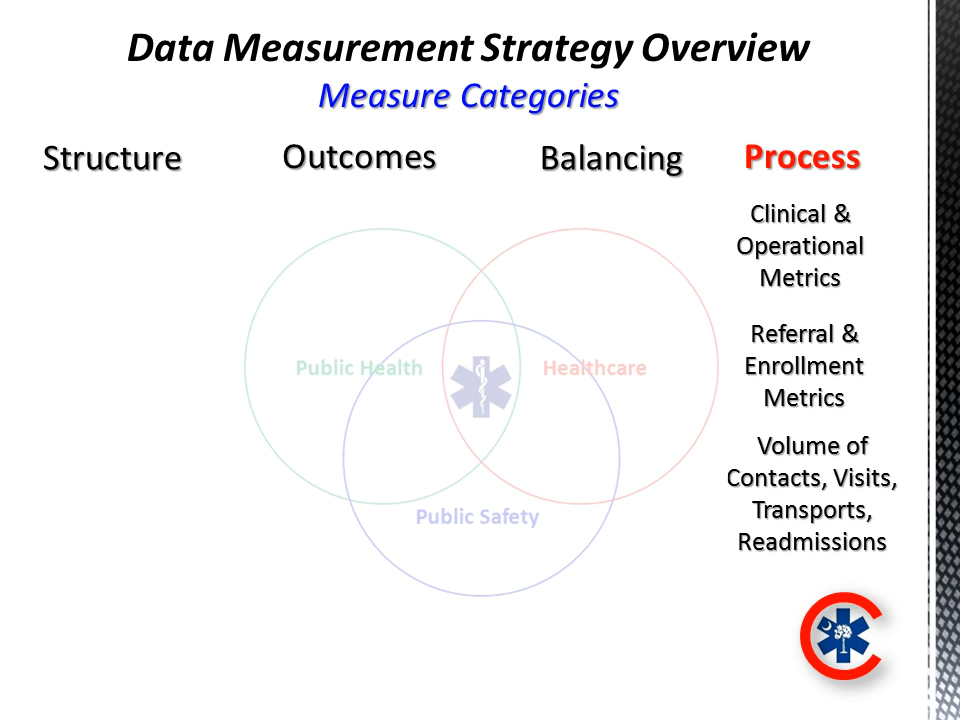 Data Measurement Strategy Overview
Measure Categories
Structure
Outcomes
Balancing
Process
Clinical &
Operational
Metrics
Referral &
Enrollment
Metrics
Volume of
Contacts, Visits,
Transports,
Readmissions
Public Health
Healthcare
Public Safety